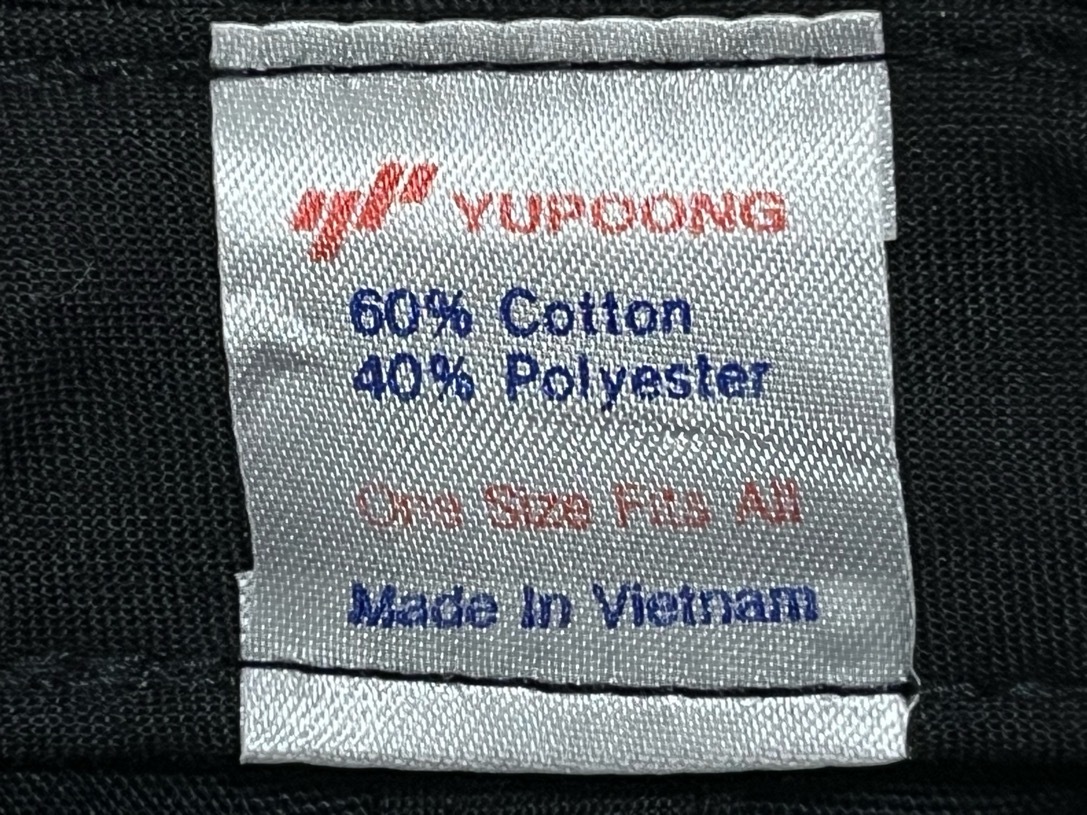 YUPOONG
60% Cotton
40% Polyester
One Size Fits All
Made In Vietnam